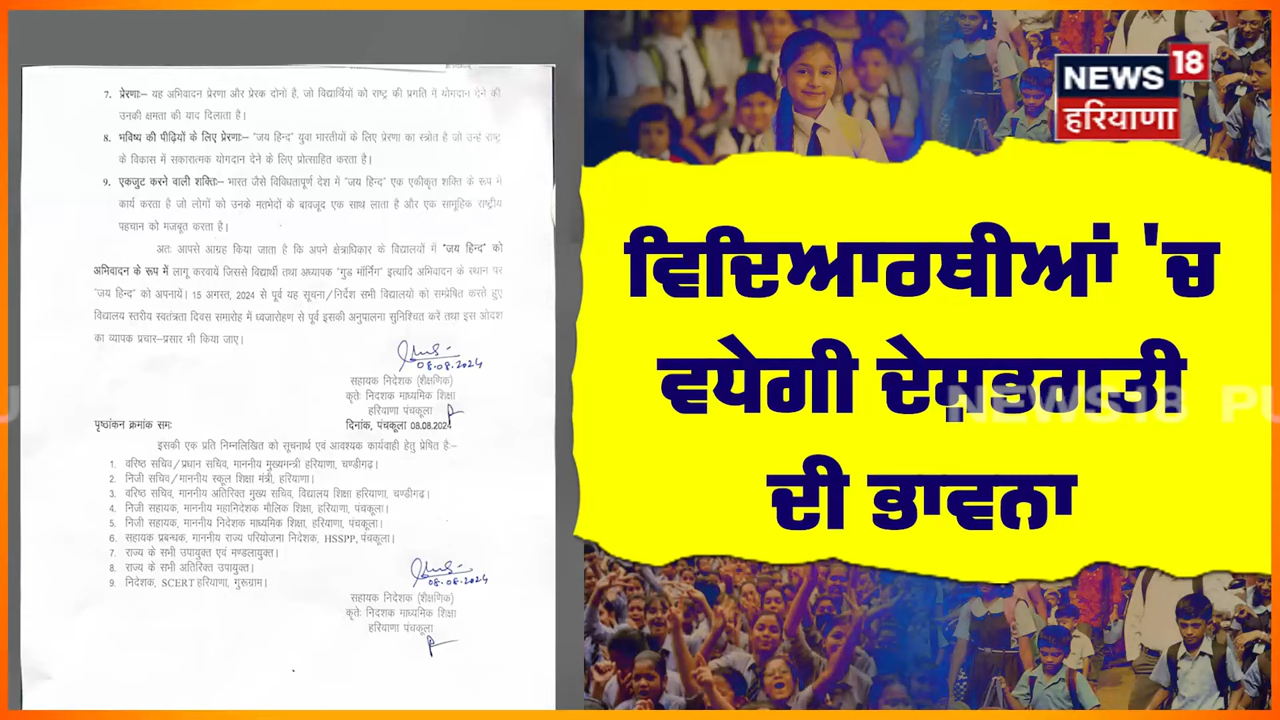 7. प्रेरणाः– यह अभिवादन प्रेरणा और प्रेरक दोनों है, जो विद्यार्थियों को राष्ट्र की प्रगति में योगदान देने की
उनकी क्षमता की याद दिलाता है।
8. भविष्य की पीढ़ियों के लिए प्रेरणाः– "जय हिन्द" युवा भारतीयों के लिए प्रेरणा का स्त्रोत है जो उन्हें राष्ट्र
के विकास में सकारात्मक योगदान देने के लिए प्रोत्साहित करता है।
9. एकजुट करने वाली शक्तिः– भारत जैसे विविधतापूर्ण देश में "जय हिन्द" एक एकीकृत शक्ति के रूप में
कार्य करता है जो लोगों को उनके मतभेदों के बावजूद एक साथ लाता है और एक सामूहिक राष्ट्रीय
पहचान को मजबूत करता है।
अतः आपसे आग्रह किया जाता है कि अपने क्षेत्राधिकार के विद्यालयों में "जय हिन्द" को
अभिवादन के रूप में लागू करवायें जिससे विद्यार्थी तथा अध्यापक "गुड मॉर्निंग" इत्यादि अभिवादन के स्थान पर
"जय हिन्द" को अपनायें। 15 अगस्त, 2024 से पूर्व यह सूचना/निर्देश सभी विद्यालयों को सम्प्रेषित करते हुए
विद्यालय स्तरीय स्वतंत्रता दिवस समारोह में ध्वजारोहण से पूर्व इसकी अनुपालना सुनिश्चित करें तथा इस आदेश
का व्यापक प्रचार–प्रसार भी किया जाए।
08.08.2024
सहायक निदेशक (शैक्षणिक)
कृतेः निदशक माध्यमिक शिक्षा
हरियाणा पंचकूला
पृष्ठांकन क्रमांक समः दिनांक, पंचकूला 08.08.2024
इसकी एक प्रति निम्नलिखित को सूचनार्थ एवं आवश्यक कार्यवाही हेतु प्रेषित हैः–
1. वरिष्ठ सचिव/प्रधान सचिव, माननीय मुख्यमन्त्री हरियाणा, चण्डीगढ़।
2. निजी सचिव/माननीय स्कूल शिक्षा मंत्री, हरियाणा।
3. वरिष्ठ सचिव, माननीय अतिरिक्त मुख्य सचिव, विद्यालय शिक्षा हरियाणा, चण्डीगढ।
4. निजी सहायक, माननीय महानिदेशक मौलिक शिक्षा, हरियाणा, पंचकूला।
5. निजी सहायक, माननीय निदेशक माध्यमिक शिक्षा, हरियाणा, पंचकूला।
6. सहायक प्रबन्धक, माननीय राज्य परियोजना निदेशक, HSSPP, पंचकूला।
7. राज्य के सभी उपायुक्त एवं मण्डलायुक्त।
8. राज्य के सभी अतिरिक्त उपायुक्त।
9. निदेशक, SCERT हरियाणा, गुरूग्राम।
08.08.2024
सहायक निदेशक (शैक्षणिक)
कृतेः निदशक माध्यमिक शिक्षा
हरियाणा पंचकूला
NEWS 18
हरियाणा
ਵਿਦਿਆਰਥੀਆਂ 'ਚ
ਵਧੇਗੀ ਦੇਸ਼ਭਗਤੀ
NEWS18 PU
ਦੀ ਭਾਵਨਾ